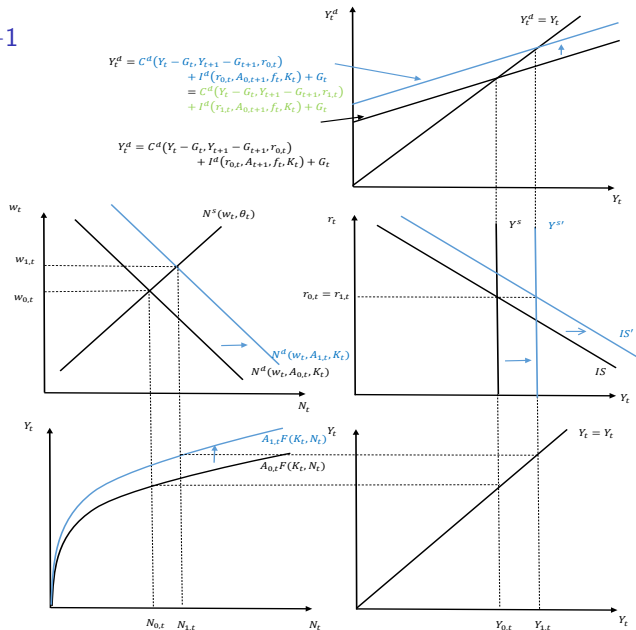 +1
Y_t^d
Y_t^d = Y_t
Y_t^d = C^d(Y_t − G_t, Y_{t+1} − G_{t+1}, r_{0,t})
+ I^d(r_{0,t}, A_{0,t+1}, f_t, K_t) + G_t
= C^d(Y_t − G_t, Y_{t+1} − G_{t+1}, r_{1,t})
+ I^d(r_{1,t}, A_{0,t+1}, f_t, K_t) + G_t
Y_t^d = C^d(Y_t − G_t, Y_{t+1} − G_{t+1}, r_{0,t})
+ I^d(r_{0,t}, A_{t+1}, f_t, K_t) + G_t
Y_t
w_t
N^s(w_t, θ_t)
w_{1,t}
w_{0,t}
N^d(w_t, A_{1,t}, K_t)
N^d(w_t, A_{0,t}, K_t)
N_t
r_t
Y^s
Y^{s′}
r_{0,t} = r_{1,t}
IS′
IS
Y_t
Y_t
A_{1,t}F(K_t, N_t)
A_{0,t}F(K_t, N_t)
N_{0,t}
N_{1,t}
N_t
Y_t
Y_t = Y_t
Y_{0,t}
Y_{1,t}
Y_t